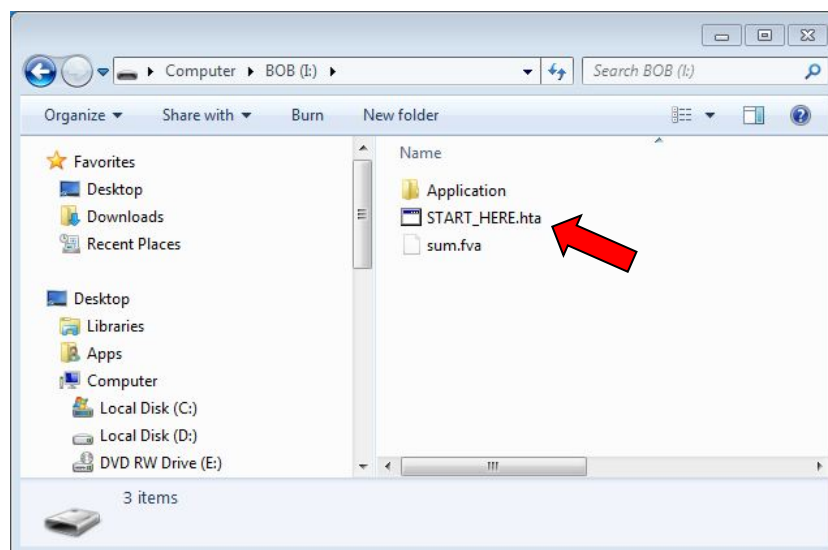 Computer BOB (I:)
Search BOB (I:)
Organize Share with Burn New folder
Favorites
Desktop
Downloads
Recent Places
Desktop
Libraries
Apps
Computer
Local Disk (C:)
Local Disk (D:)
DVD RW Drive (E:)
Name
Application
START_HERE.hta
sum.fva
3 items